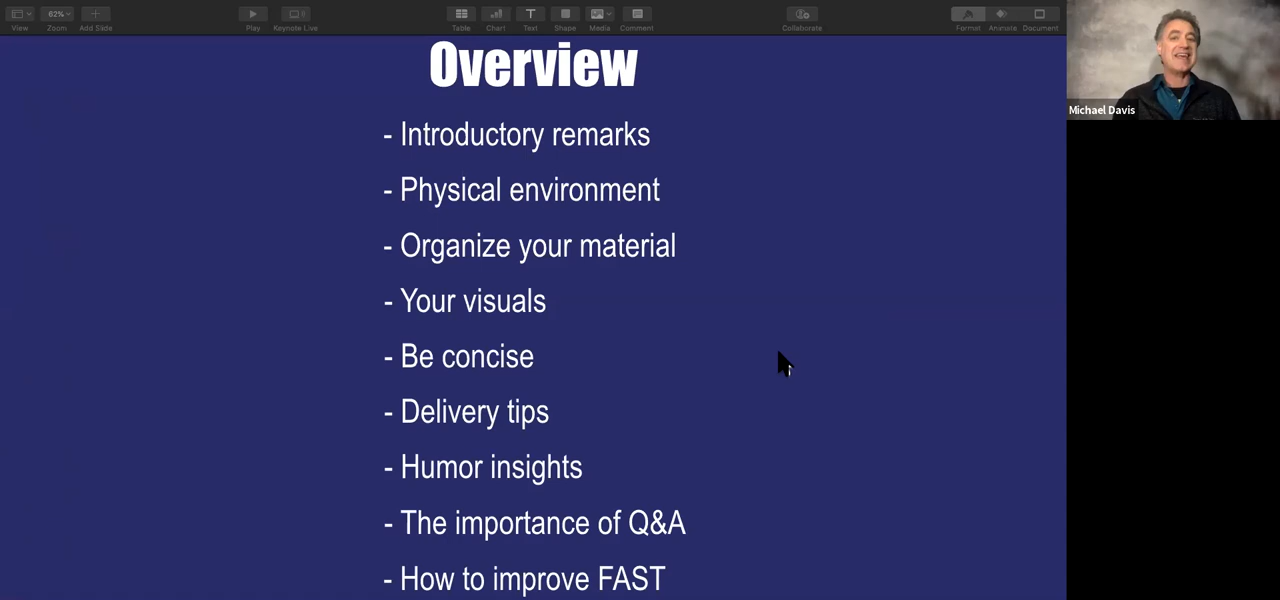 62%
View
Zoom
Add Slide
Play
Keynote Live
Table
Chart
Text
Shape
Media
Comment
Collaborate
Format
Animate
Document
Michael Davis
Overview
- Introductory remarks
- Physical environment
- Organize your material
- Your visuals
- Be concise
- Delivery tips
- Humor insights
- The importance of Q&A
- How to improve FAST